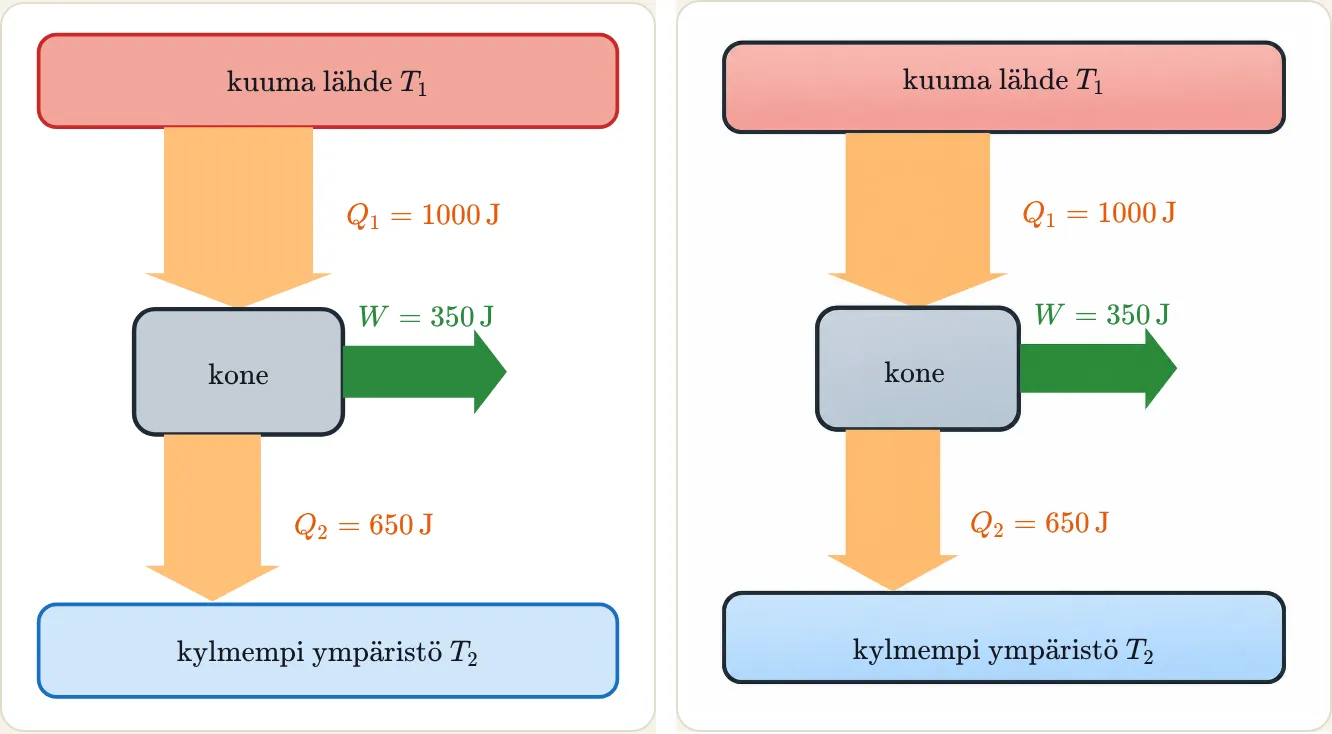 kuuma lähde T₁
Q₁ = 1000 J
W = 350 J
kone
Q₂ = 650 J
kylmempi ympäristö T₂
kuuma lähde T₁
Q₁ = 1000 J
W = 350 J
kone
Q₂ = 650 J
kylmempi ympäristö T₂